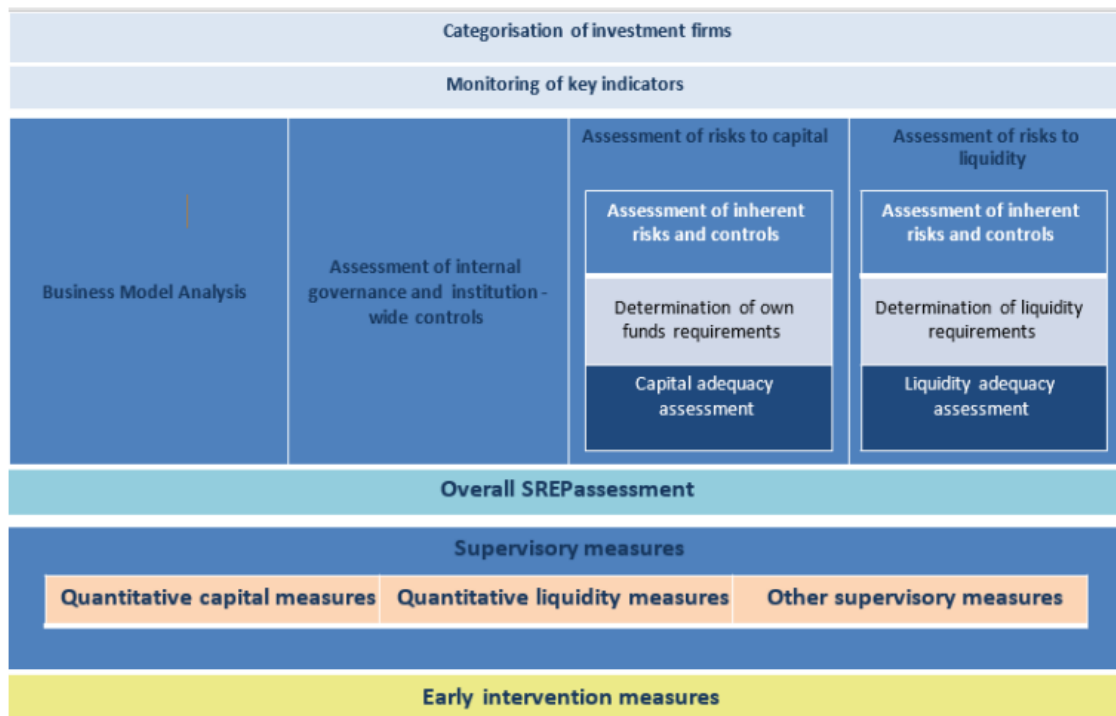 Categorisation of investment firms
Monitoring of key indicators
Business Model Analysis
Assessment of internal
governance and institution -
wide controls
Assessment of risks to capital
Assessment of inherent
risks and controls
Determination of own
funds requirements
Capital adequacy
assessment
Assessment of risks to
liquidity
Assessment of inherent
risks and controls
Determination of liquidity
requirements
Liquidity adequacy
assessment
Overall SREPassessment
Supervisory measures
Quantitative capital measures
Quantitative liquidity measures
Other supervisory measures
Early intervention measures